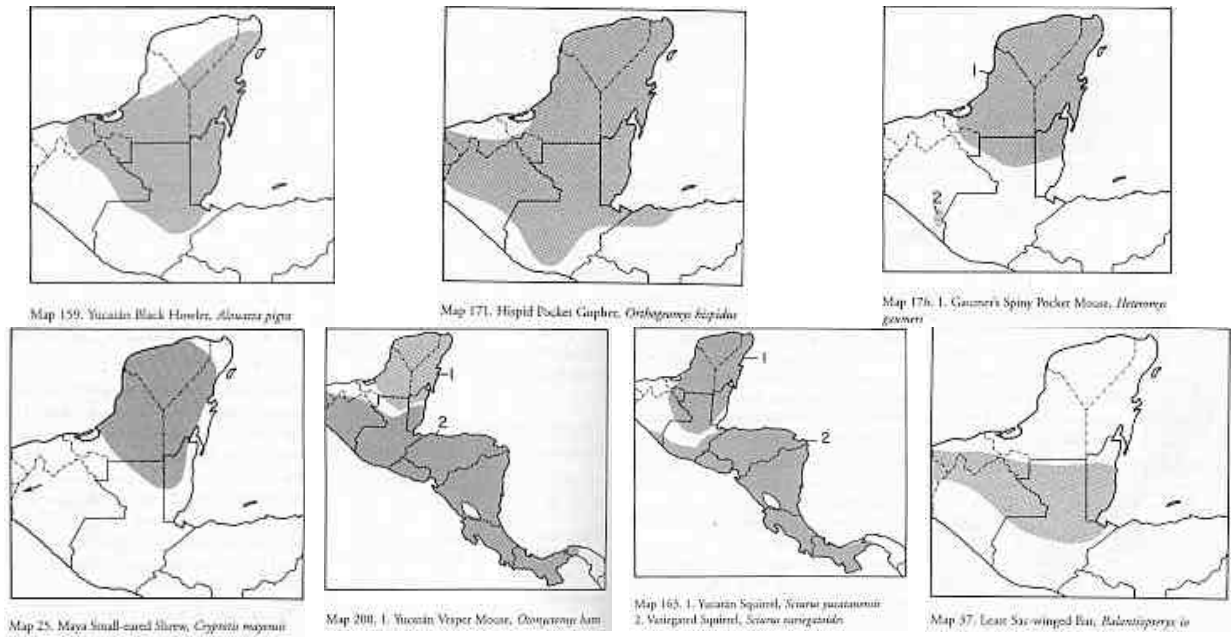 1
2
Map 159. Yucatán Black Howler, Alouatta pigra
Map 171. Hispid Pocket Gopher, Orthogeomys hispidus
Map 176. 1. Gaumer's Spiny Pocket Mouse, Heteromys
gaumeri
1
2
1
2
Map 25. Maya Small-eared Shrew, Cryptotis mayensis
Map 200. 1. Yucatán Vesper Mouse, Otonyctomys hatti
Map 163. 1. Yucatán Squirrel, Sciurus yucatanensis
2. Variegated Squirrel, Sciurus variegatoides
Map 37. Least Sac-winged Bat, Balantiopteryx io